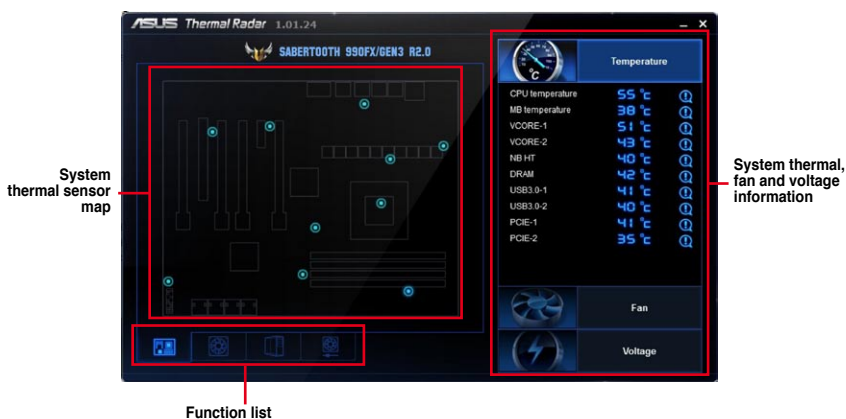 ASUS Thermal Radar 1.01.24
SABERTOOTH 990FX/GEN3 R2.0
System
thermal sensor
map
Temperature
°C
CPU temperature 55 °c
MB temperature 38 °c
VCORE-1 51 °c
VCORE-2 43 °c
NB HT 40 °c
DRAM 42 °c
USB3.0-1 41 °c
USB3.0-2 40 °c
PCIE-1 41 °c
PCIE-2 35 °c
Fan
Voltage
System thermal,
fan and voltage
information
Function list